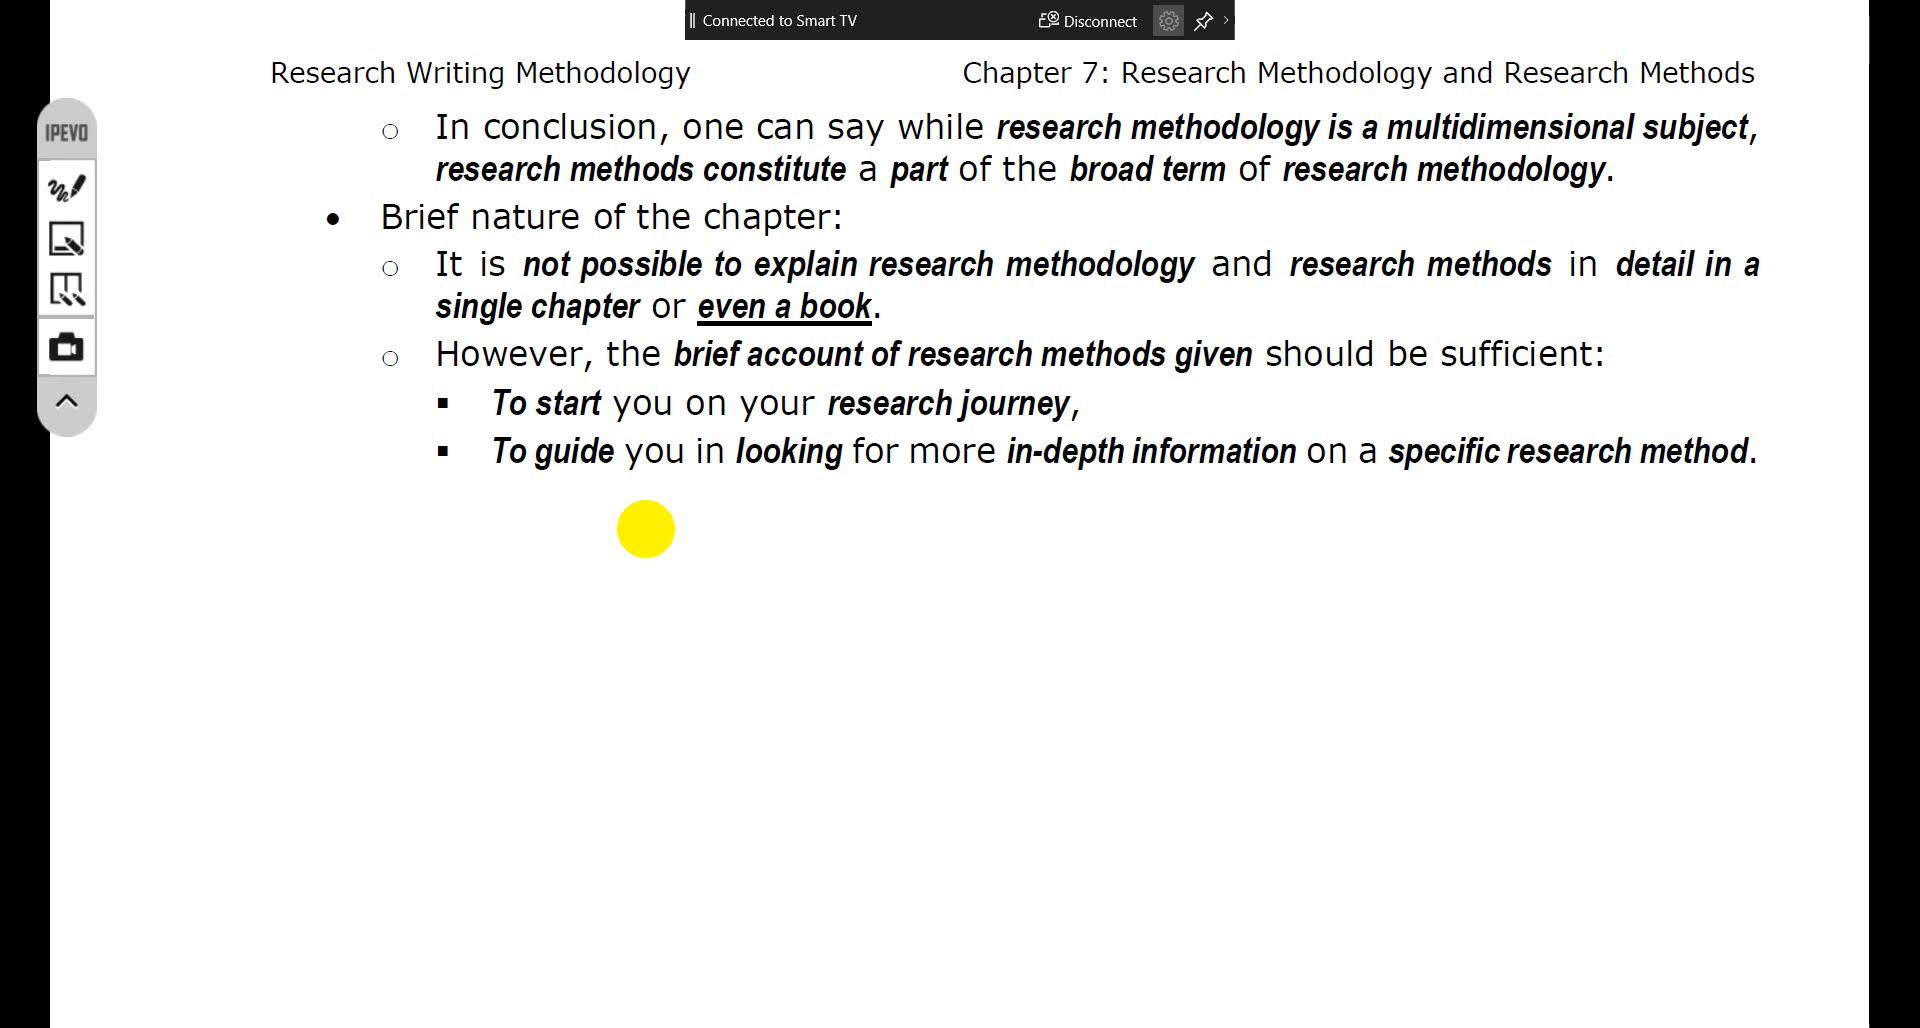 Connected to Smart TV Disconnect
Research Writing Methodology Chapter 7: Research Methodology and Research Methods
IPEVO
○ In conclusion, one can say while research methodology is a multidimensional subject,
research methods constitute a part of the broad term of research methodology.
• Brief nature of the chapter:
○ It is not possible to explain research methodology and research methods in detail in a
single chapter or even a book.
○ However, the brief account of research methods given should be sufficient:
▪ To start you on your research journey,
▪ To guide you in looking for more in-depth information on a specific research method.